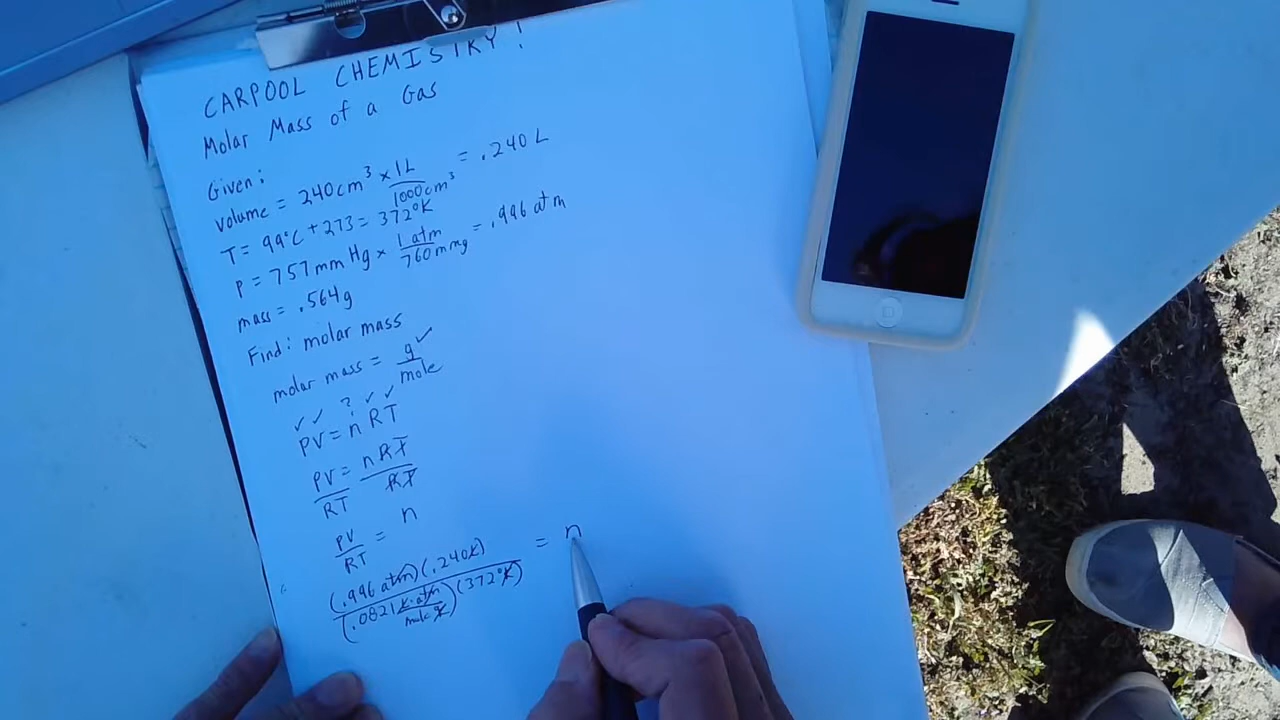 CARPOOL CHEMISTRY!
Molar Mass of a Gas
Given:
volume = 240cm³ × 1L / 1000cm³ = .240 L
T = 99°C + 273 = 372°K
P = 757 mm Hg × 1 atm / 760 mmg = .996 atm
mass = .564g
Find: molar mass
molar mass = g ✓ / mole
✓ ✓ ? ✓ ✓
PV = nRT
PV / RT = nRT / RT
PV / RT = n
(.996 atm)(.240L) / (.0821 L·atm / mole K)(372°K) = n